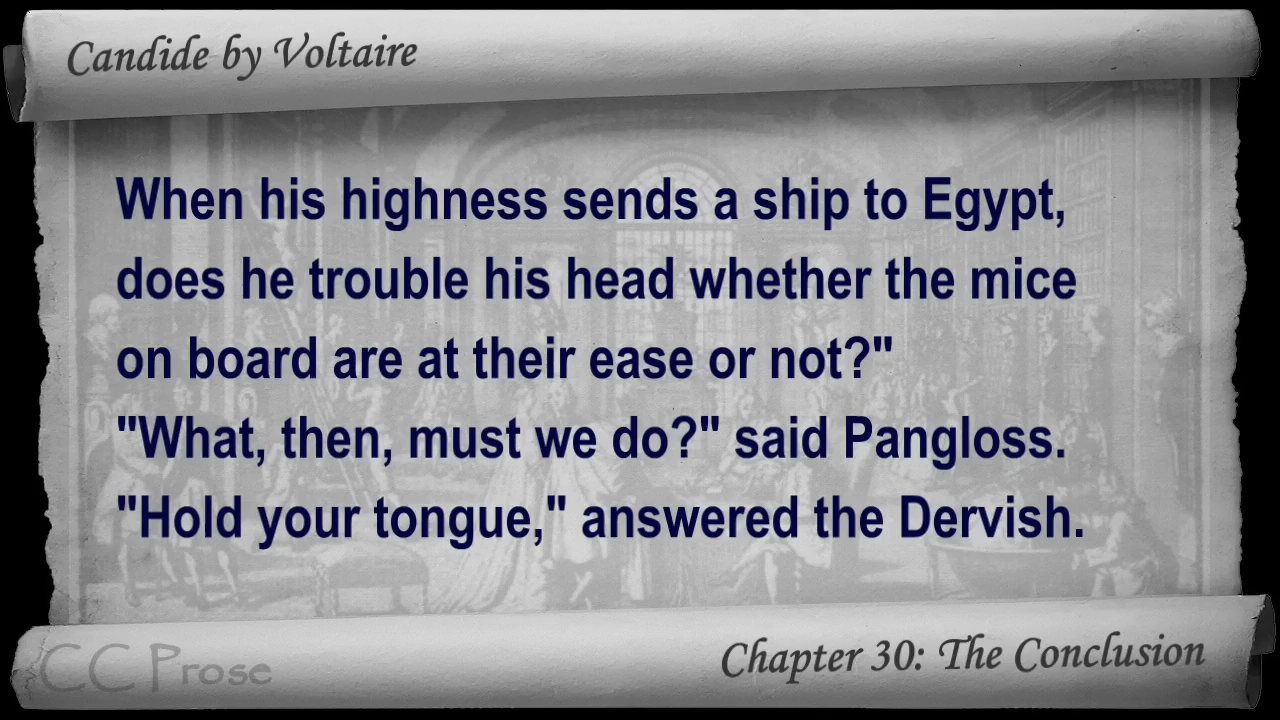 Candide by Voltaire
When his highness sends a ship to Egypt,
does he trouble his head whether the mice
on board are at their ease or not?"
"What, then, must we do?" said Pangloss.
"Hold your tongue," answered the Dervish.
CC Prose
Chapter 30: The Conclusion